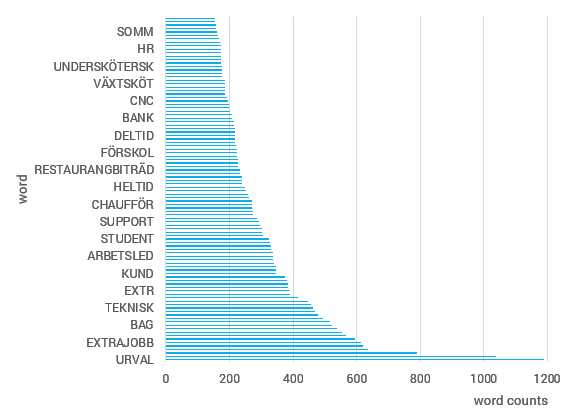 SOMM
HR
UNDERSKÖTERSK
VÄXTSKÖT
CNC
BANK
DELTID
FÖRSKOL
RESTAURANGBITRÄD
HELTID
CHAUFFÖR
SUPPORT
STUDENT
ARBETSLED
KUND
EXTR
TEKNISK
BAG
EXTRAJOBB
URVAL
word
0 200 400 600 800 1000 1200
word counts